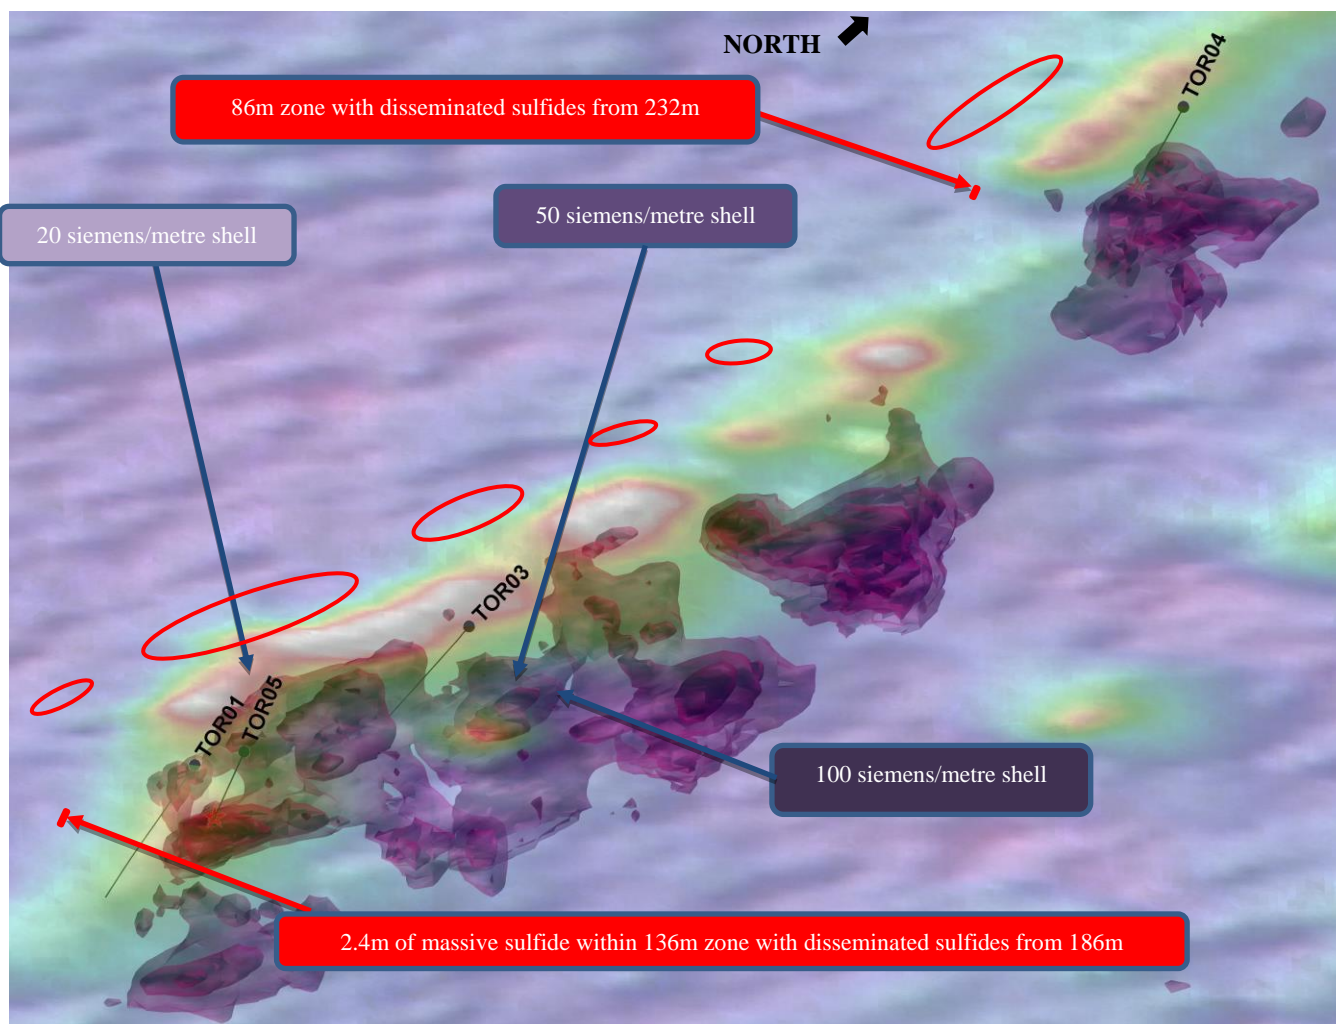 NORTH
TOR04
86m zone with disseminated sulfides from 232m
50 siemens/metre shell
20 siemens/metre shell
TOR03
TOR01
TOR05
100 siemens/metre shell
2.4m of massive sulfide within 136m zone with disseminated sulfides from 186m